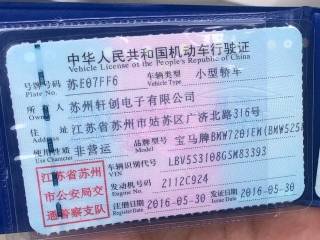 中华人民共和国机动车行驶证
Vehicle License of the People's Republic of China
号牌号码 苏E07FF6 车辆类型 小型轿车
Plate No. Vehicle Type
所有人 苏州轩创电子有限公司
Owner
住址 江苏省苏州市姑苏区广济北路316号
Address
使用性质 非营运 品牌型号 宝马牌BMW7201EM(BMW525
Use Character Model
江苏省苏州市公安局交通警察支队
车辆识别代号 LBV5S3108GSM83393
VIN
发动机号码 2112C924
Engine No.
注册日期 2016-05-30 发证日期 2016-05-30
Register Date Issue Date